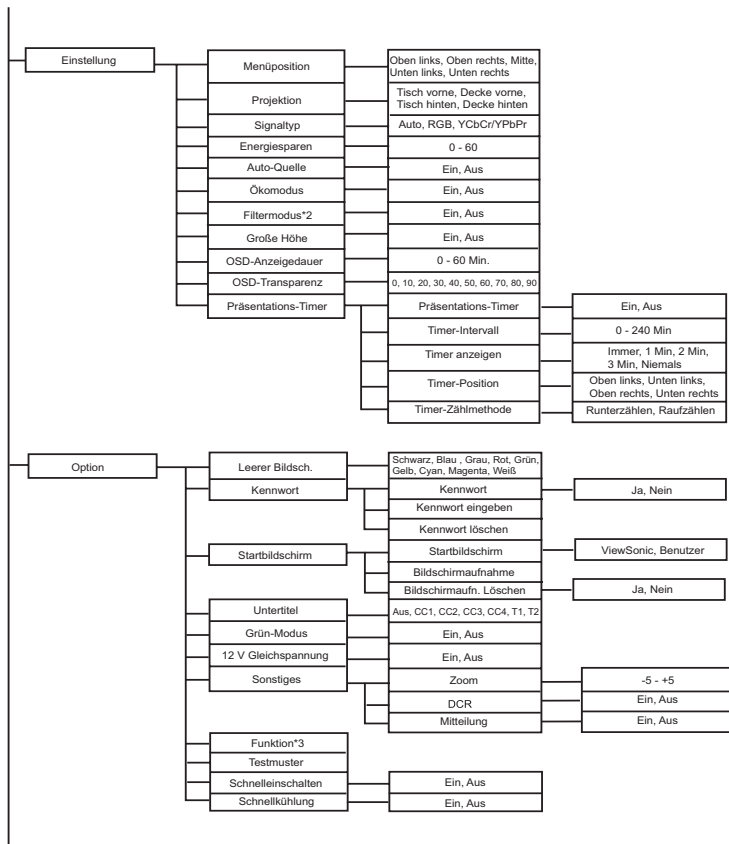 Einstellung
Menüposition
Oben links, Oben rechts, Mitte,
Unten links, Unten rechts
Projektion
Tisch vorne, Decke vorne,
Tisch hinten, Decke hinten
Signaltyp
Auto, RGB, YCbCr/YPbPr
Energiesparen
0 - 60
Auto-Quelle
Ein, Aus
Ökomodus
Ein, Aus
Filtermodus*2
Ein, Aus
Große Höhe
Ein, Aus
OSD-Anzeigedauer
0 - 60 Min.
OSD-Transparenz
0, 10, 20, 30, 40, 50, 60, 70, 80, 90
Präsentations-Timer
Präsentations-Timer
Ein, Aus
Timer-Intervall
0 - 240 Min
Timer anzeigen
Immer, 1 Min, 2 Min,
3 Min, Niemals
Timer-Position
Oben links, Unten links,
Oben rechts, Unten rechts
Timer-Zählmethode
Runterzählen, Raufzählen
Option
Leerer Bildsch.
Schwarz, Blau , Grau, Rot, Grün,
Gelb, Cyan, Magenta, Weiß
Kennwort
Kennwort
Ja, Nein
Kennwort eingeben
Kennwort löschen
Startbildschirm
Startbildschirm
ViewSonic, Benutzer
Bildschirmaufnahme
Bildschirmaufn. Löschen
Ja, Nein
Untertitel
Aus, CC1, CC2, CC3, CC4, T1, T2
Grün-Modus
Ein, Aus
12 V Gleichspannung
Ein, Aus
Sonstiges
Zoom
-5 - +5
DCR
Ein, Aus
Mitteilung
Ein, Aus
Funktion*3
Testmuster
Schnelleinschalten
Ein, Aus
Schnellkühlung
Ein, Aus